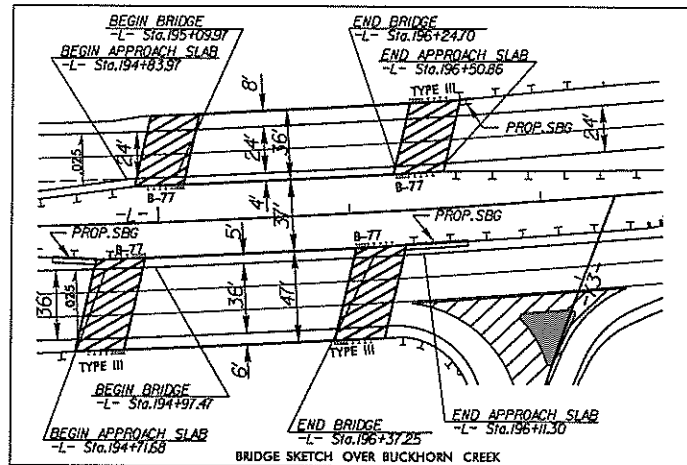 BEGIN BRIDGE
-L- Sta.195+09.97
BEGIN APPROACH SLAB
-L- Sta.194+83.97
END BRIDGE
-L- Sta.196+24.70
END APPROACH SLAB
-L- Sta.196+50.86
TYPE III
8'
PROP.SBG
.025
24'
24'
36'
24'
B-77
B-77
4'
-L-
37'
PROP.SBG
B-77
5'
B-77
PROP.SBG
36'
.025
36'
47'
TYPE III
TYPE III
6'
BEGIN BRIDGE
-L- Sta.194+97.47
BEGIN APPROACH SLAB
-L- Sta.194+71.68
END BRIDGE
-L- Sta.196+37.25
END APPROACH SLAB
-L- Sta.196+11.30
BRIDGE SKETCH OVER BUCKHORN CREEK